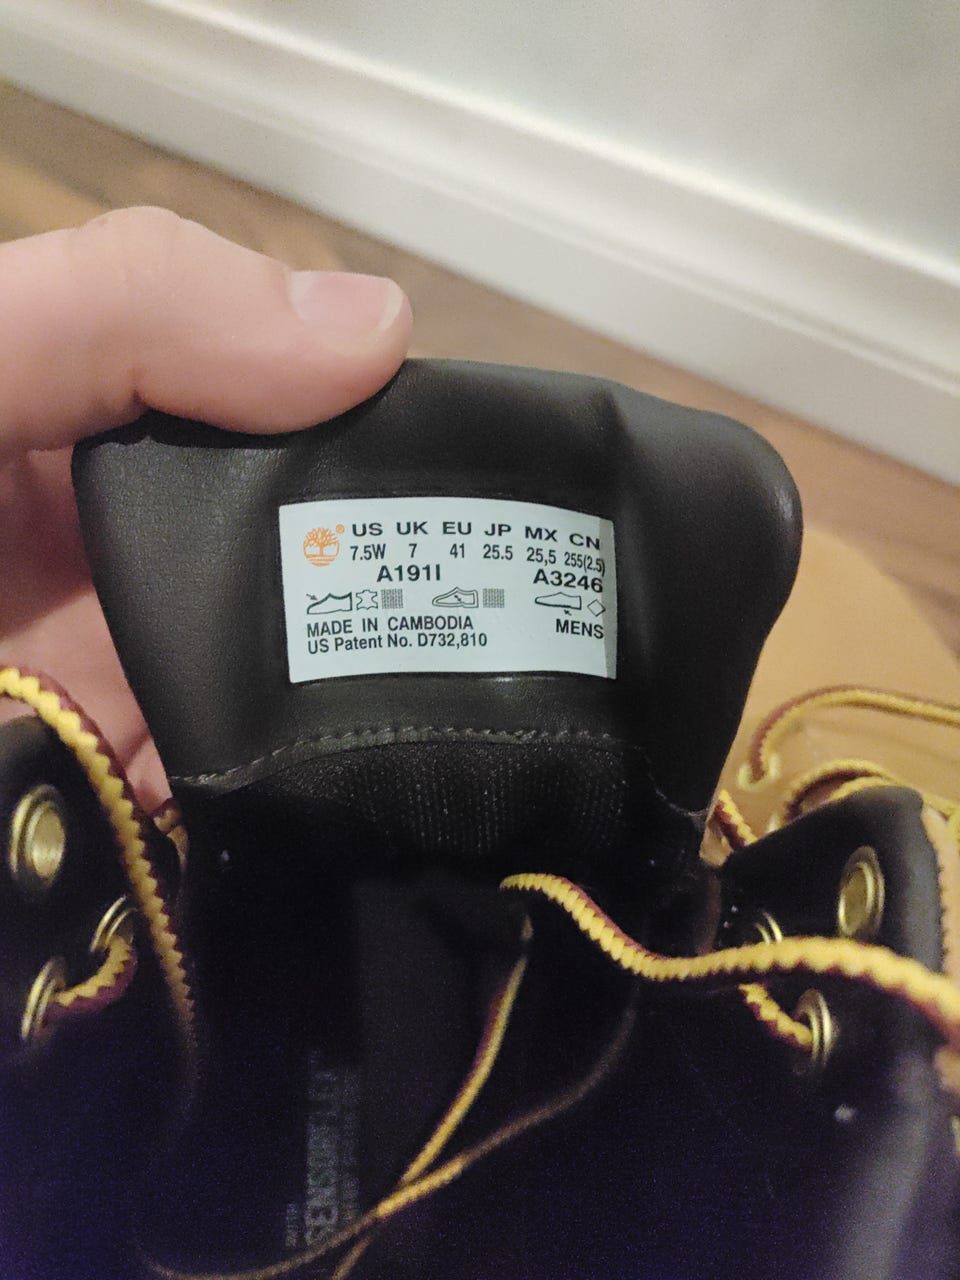 US UK EU JP MX CN
7.5W 7 41 25.5 25,5 255(2.5)
A191I A3246
MADE IN CAMBODIA MENS
US Patent No. D732,810
SENSORFLEX